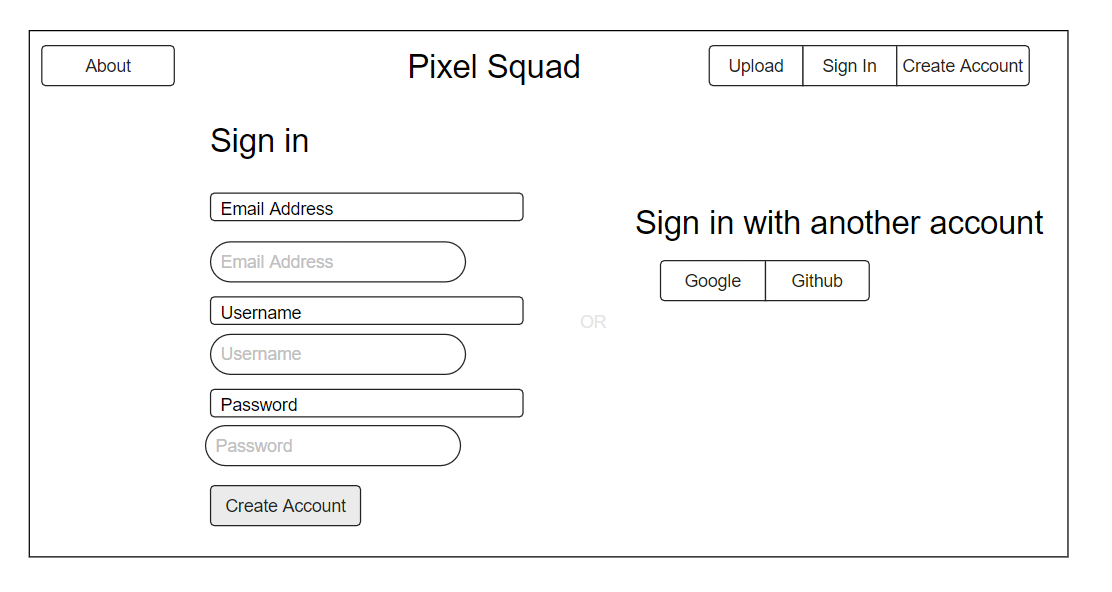 About
Pixel Squad
Upload
Sign In
Create Account
Sign in
Email Address
Email Address
Username
Username
Password
Password
Create Account
OR
Sign in with another account
Google
Github